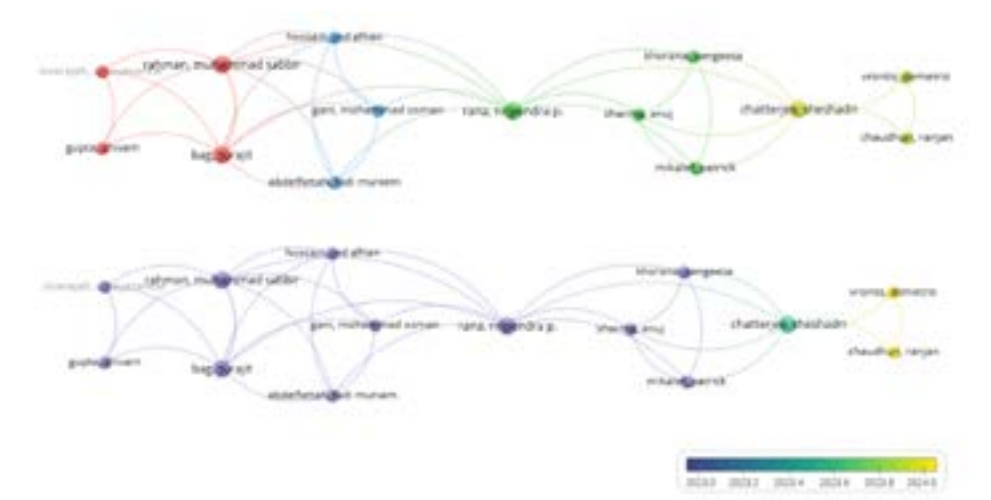 hossain, md afnan
rahman, muhammad sabbir
khorana, sangeeta
vrontis, demetris
gani, mohammad osman
rana, nripendra p.
sharma, anuj
chatterjee, sheshadri
gupta, shivam
bag, surajit
mikalef, patrick
chaudhuri, ranjan
abdelfattah, fadi muniem
hossain, md afnan
rahman, muhammad sabbir
khorana, sangeeta
vrontis, demetris
gani, mohammad osman
rana, nripendra p.
sharma, anuj
chatterjee, sheshadri
gupta, shivam
bag, surajit
mikalef, patrick
chaudhuri, ranjan
abdelfattah, fadi muniem
2023.0 2023.2 2023.4 2023.6 2023.8 2024.0